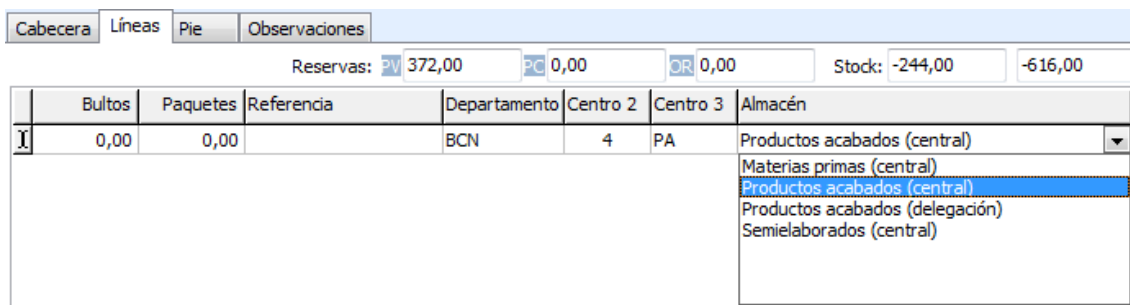 Cabecera Líneas Pie Observaciones
Reservas: PV 372,00 PC 0,00 OR 0,00 Stock: -244,00 -616,00
Bultos Paquetes Referencia Departamento Centro 2 Centro 3 Almacén
0,00 0,00 BCN 4 PA Productos acabados (central)
Materias primas (central)
Productos acabados (central)
Productos acabados (delegación)
Semielaborados (central)